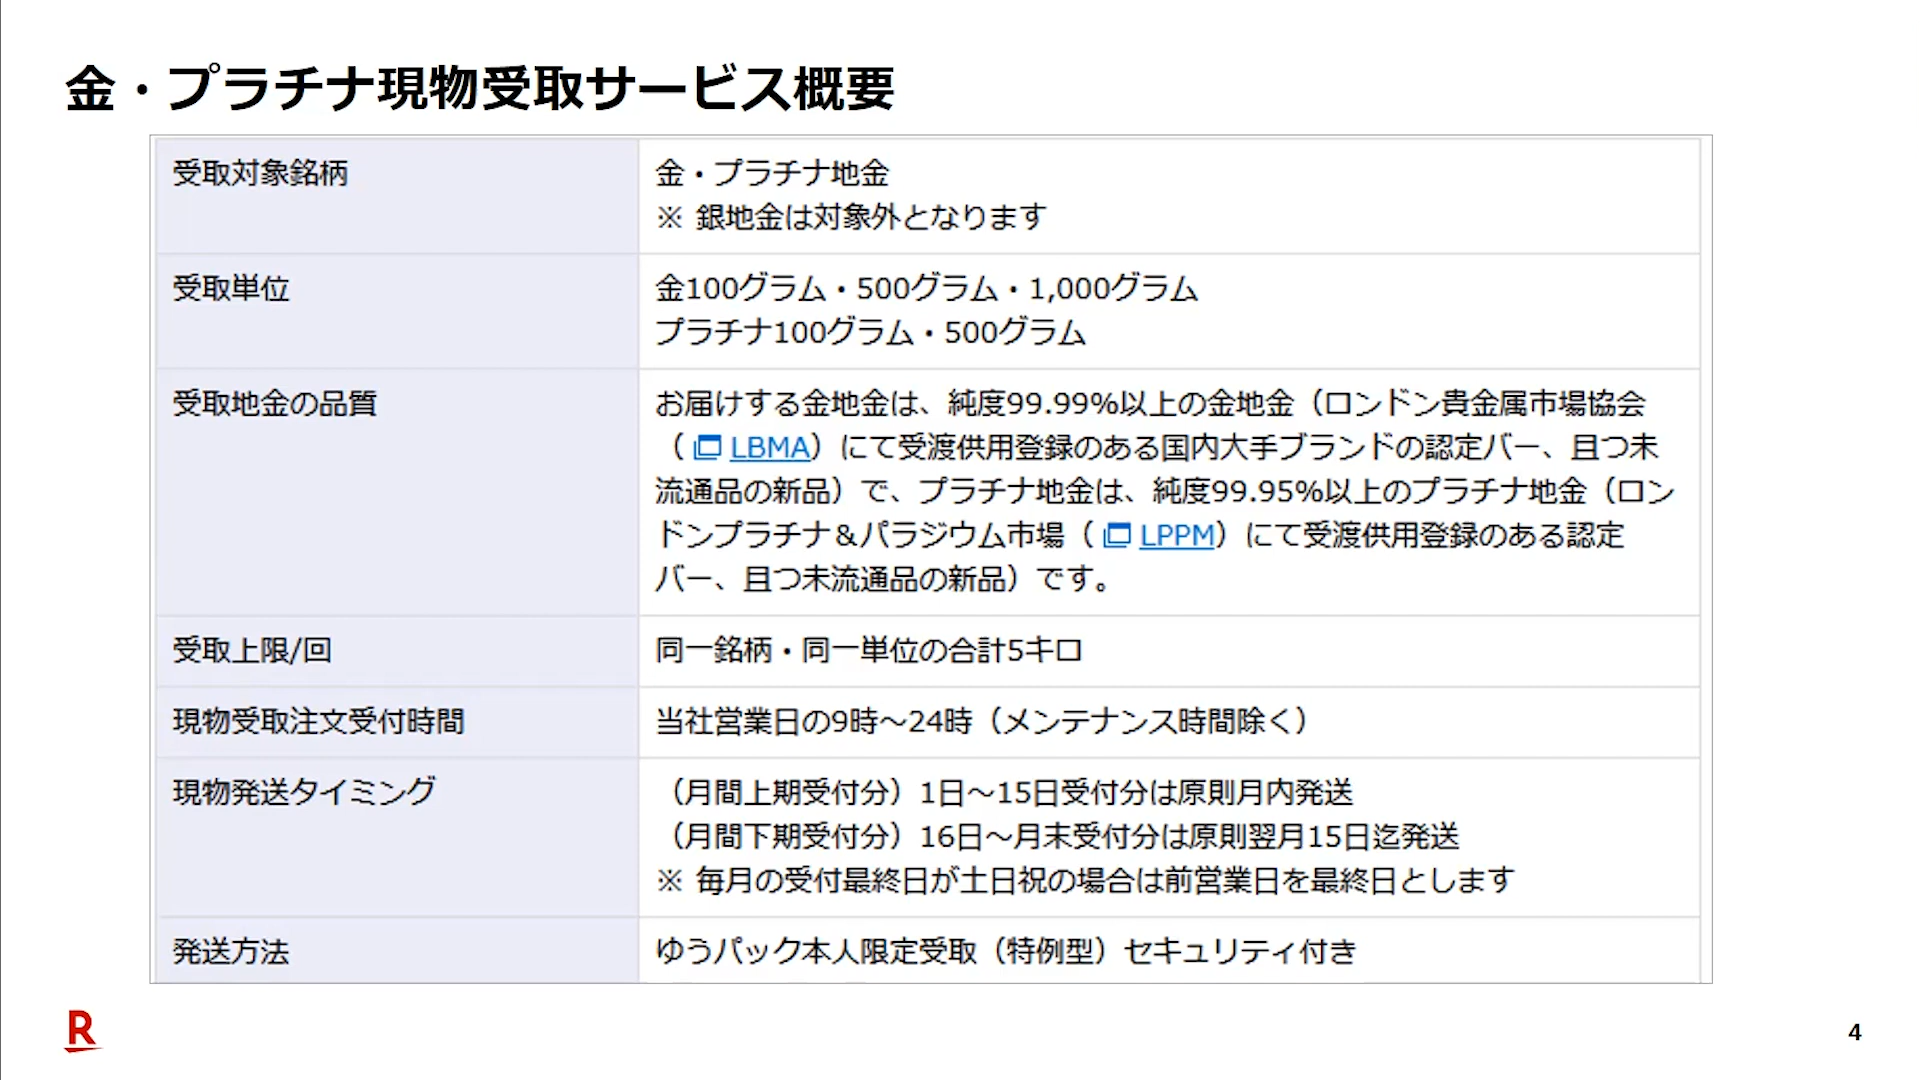 金・プラチナ現物受取サービス概要
受取対象銘柄
金・プラチナ地金
※ 銀地金は対象外となります
受取単位
金100グラム・500グラム・1,000グラム
プラチナ100グラム・500グラム
受取地金の品質
お届けする金地金は、純度99.99%以上の金地金（ロンドン貴金属市場協会
（ LBMA）にて受渡供用登録のある国内大手ブランドの認定バー、且つ未
流通品の新品）で、プラチナ地金は、純度99.95%以上のプラチナ地金（ロン
ドンプラチナ＆パラジウム市場（ LPPM）にて受渡供用登録のある認定
バー、且つ未流通品の新品）です。
受取上限/回
同一銘柄・同一単位の合計5キロ
現物受取注文受付時間
当社営業日の9時～24時（メンテナンス時間除く）
現物発送タイミング
（月間上期受付分）1日～15日受付分は原則月内発送
（月間下期受付分）16日～月末受付分は原則翌月15日迄発送
※ 毎月の受付最終日が土日祝の場合は前営業日を最終日とします
発送方法
ゆうパック本人限定受取（特例型）セキュリティ付き
R
4